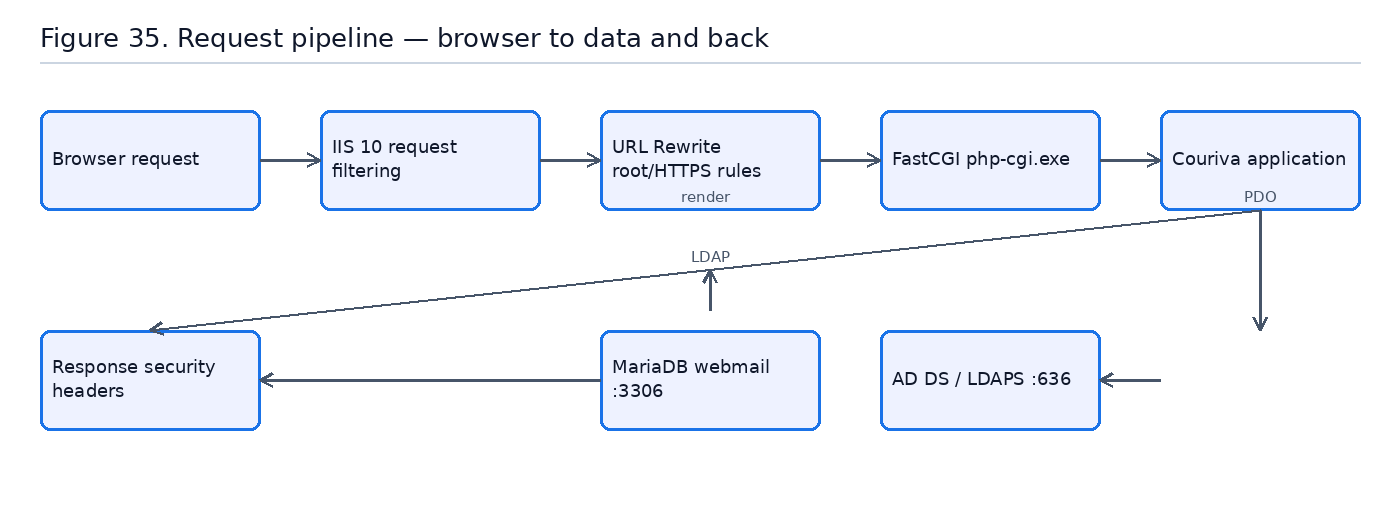 Figure 35. Request pipeline — browser to data and back
Browser request
IIS 10 request
filtering
URL Rewrite
root/HTTPS rules
render
FastCGI php-cgi.exe
Couriva application
PDO
LDAP
Response security
headers
MariaDB webmail
:3306
AD DS / LDAPS :636